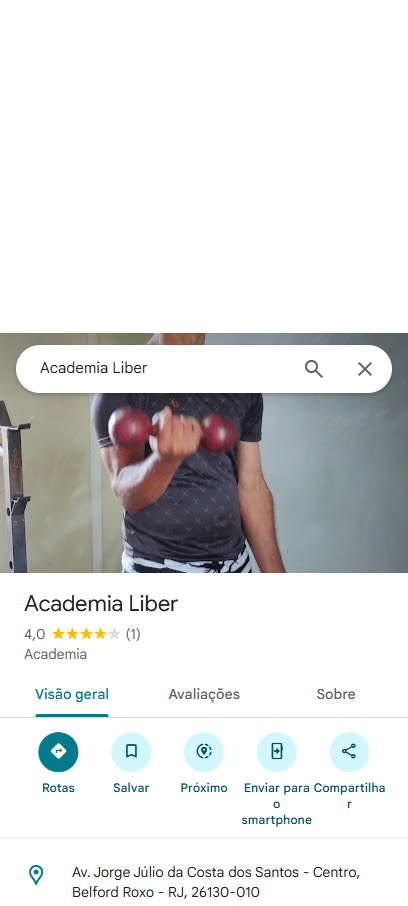 Academia Liber
Academia Liber
4,0 (1)
Academia
Visão geral Avaliações Sobre
Rotas Salvar Próximo Enviar para Compartilha
o r
smartphone
Av. Jorge Júlio da Costa dos Santos - Centro,
Belford Roxo - RJ, 26130-010